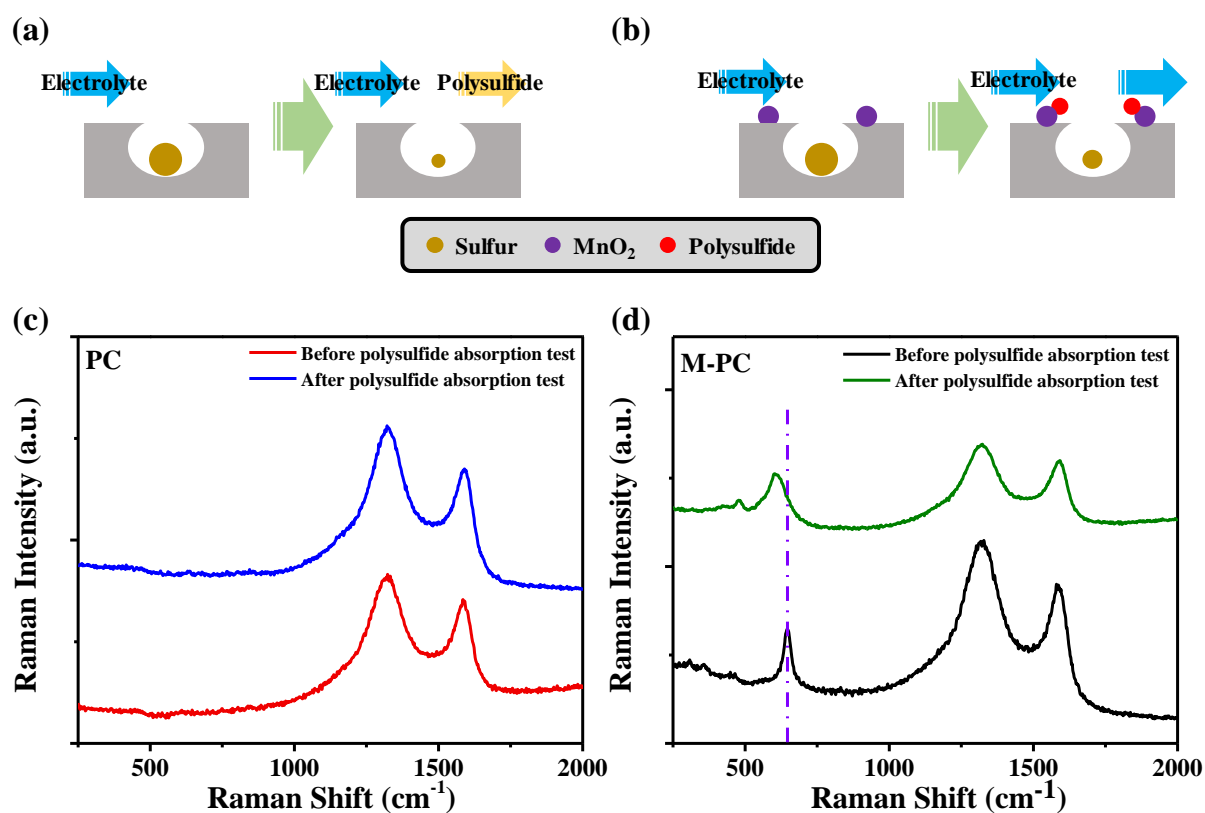 (a)
(b)
Electrolyte
Electrolyte
Polysulfide
Electrolyte
Electrolyte
Sulfur
MnO₂
Polysulfide
(c)
(d)
PC
Before polysulfide absorption test
After polysulfide absorption test
M-PC
Before polysulfide absorption test
After polysulfide absorption test
Raman Intensity (a.u.)
Raman Intensity (a.u.)
500 1000 1500 2000
500 1000 1500 2000
Raman Shift (cm⁻¹)
Raman Shift (cm⁻¹)